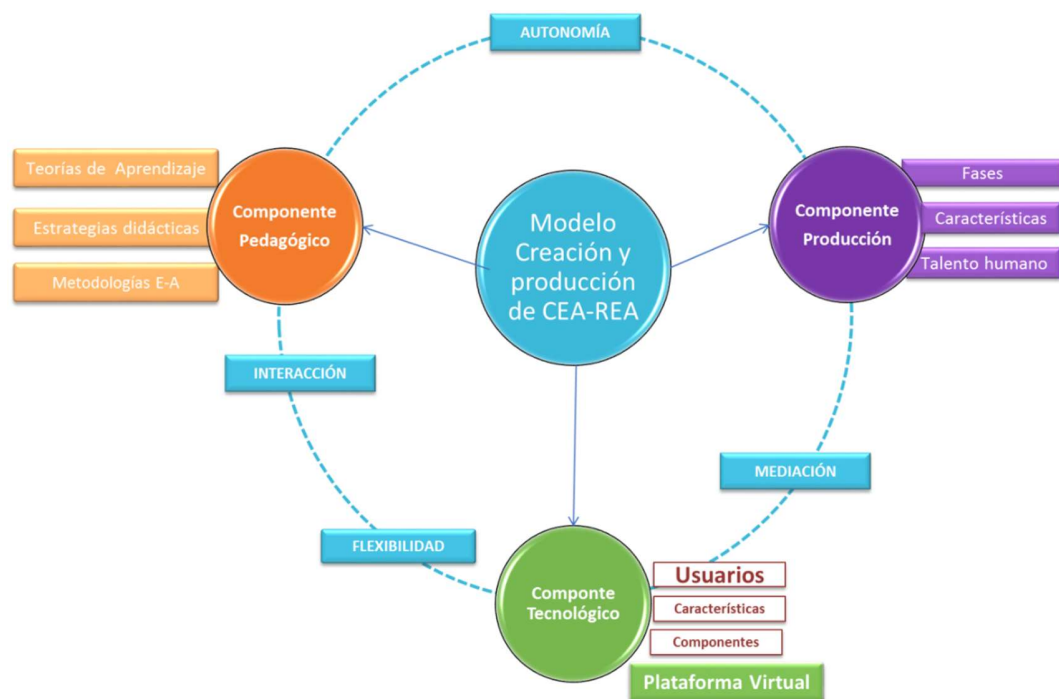 AUTONOMÍA
Teorías de Aprendizaje
Estrategias didácticas
Metodologías E-A
Componente
Pedagógico
Modelo
Creación y
producción
de CEA-REA
Componente
Producción
Fases
Características
Talento humano
INTERACCIÓN
MEDIACIÓN
FLEXIBILIDAD
Componte
Tecnológico
Usuarios
Características
Componentes
Plataforma Virtual